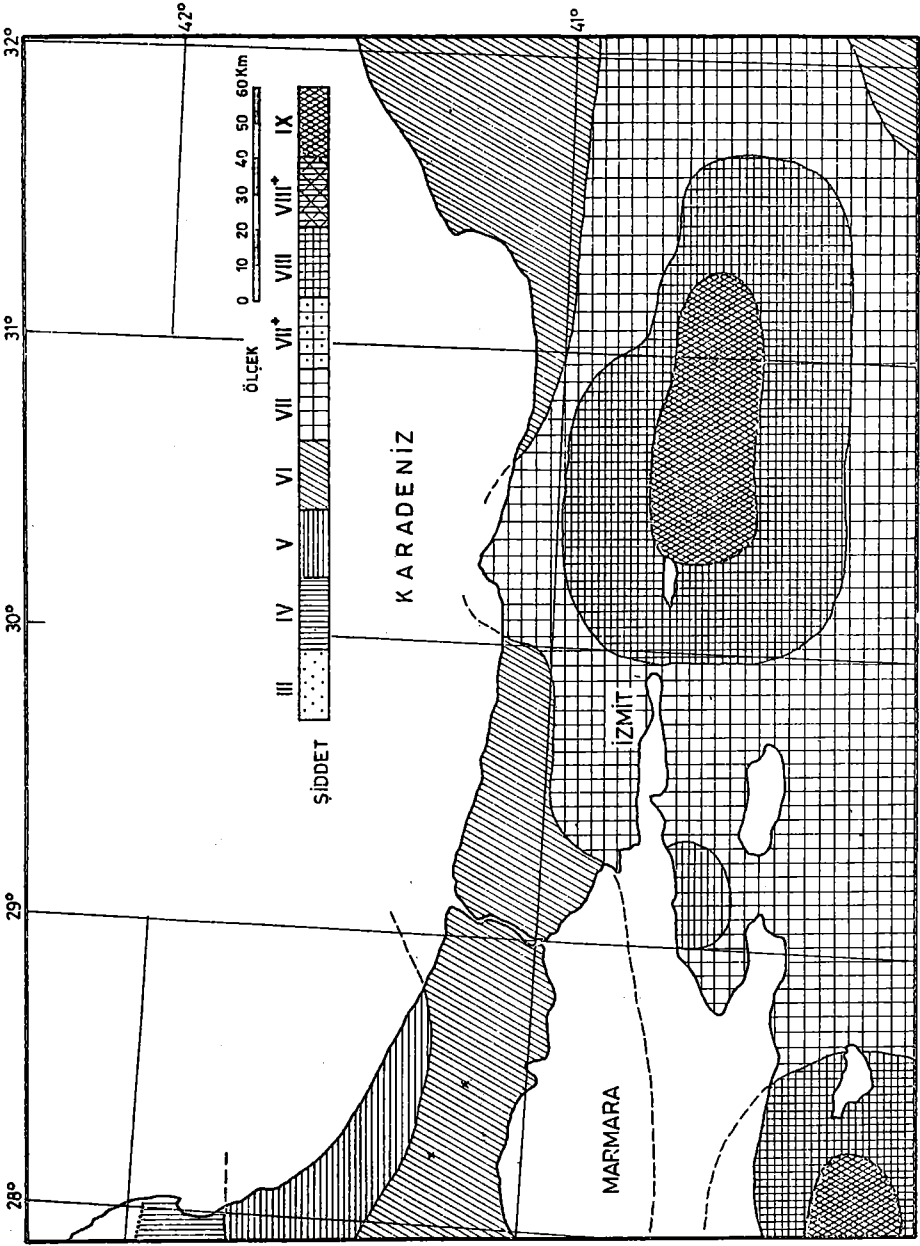 28° 29° 30° 31° 32°
42°
41°
ŞİDDET
III IV V VI VII VII⁺ VIII VIII⁺ IX
ÖLÇEK
0 10 20 30 40 50 60 Km
KARADENİZ
İZMİT
MARMARA